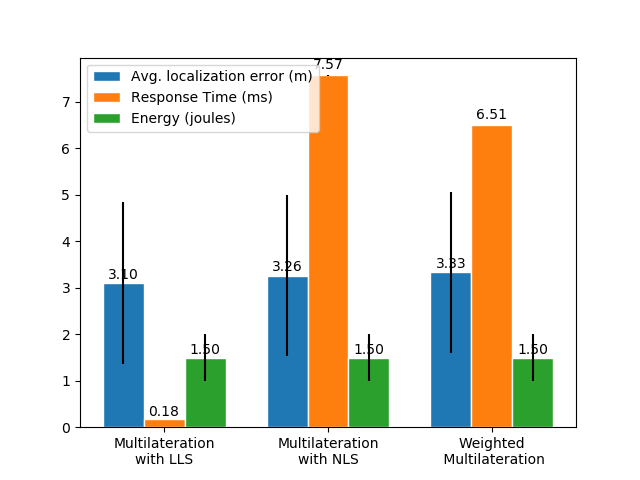 7.57
Avg. localization error (m)
Response Time (ms)
Energy (joules)
7
6
5
4
3
2
1
0
3.10
0.18
1.50
3.26
1.50
3.33
6.51
1.50
Multilateration
with LLS
Multilateration
with NLS
Weighted
Multilateration